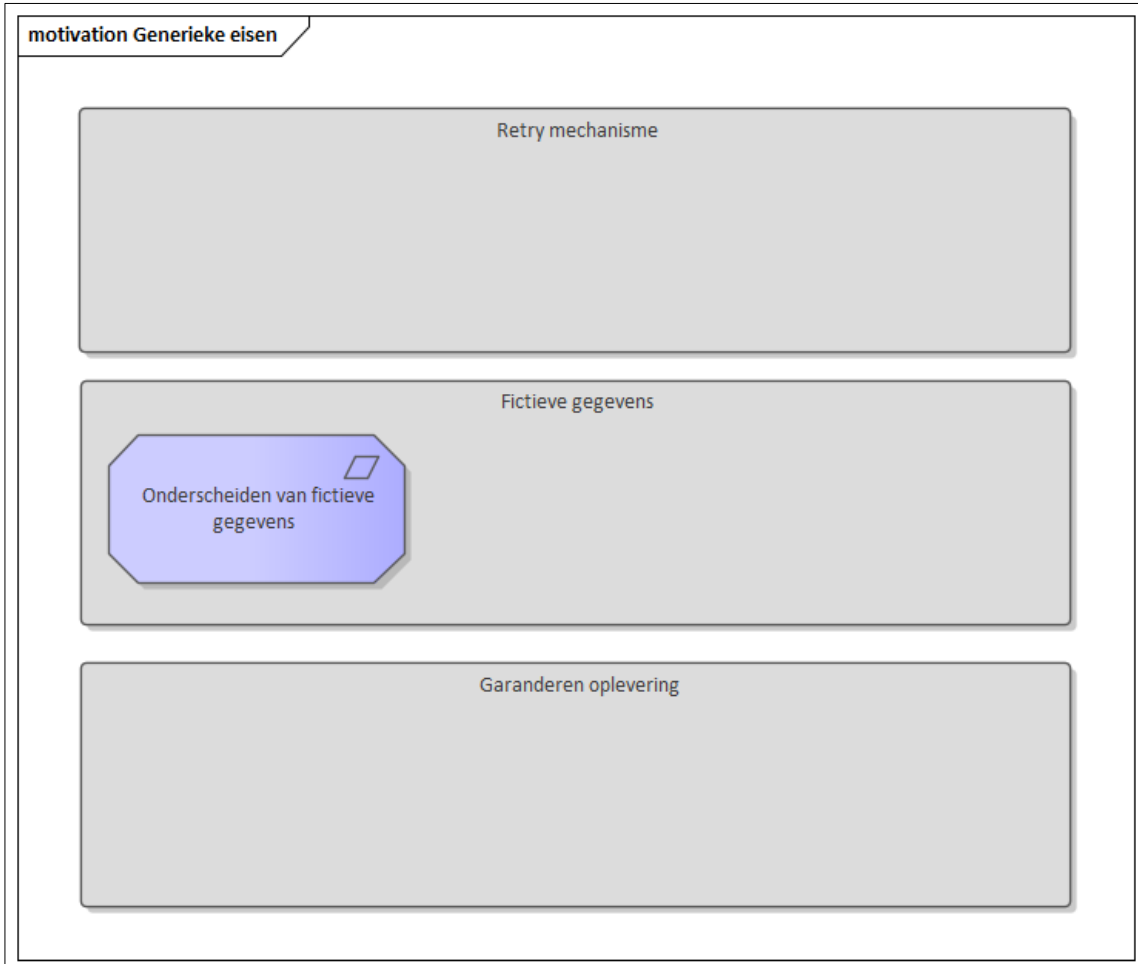 motivation Generieke eisen
Retry mechanisme
Fictieve gegevens
Onderscheiden van fictieve
gegevens
Garanderen oplevering